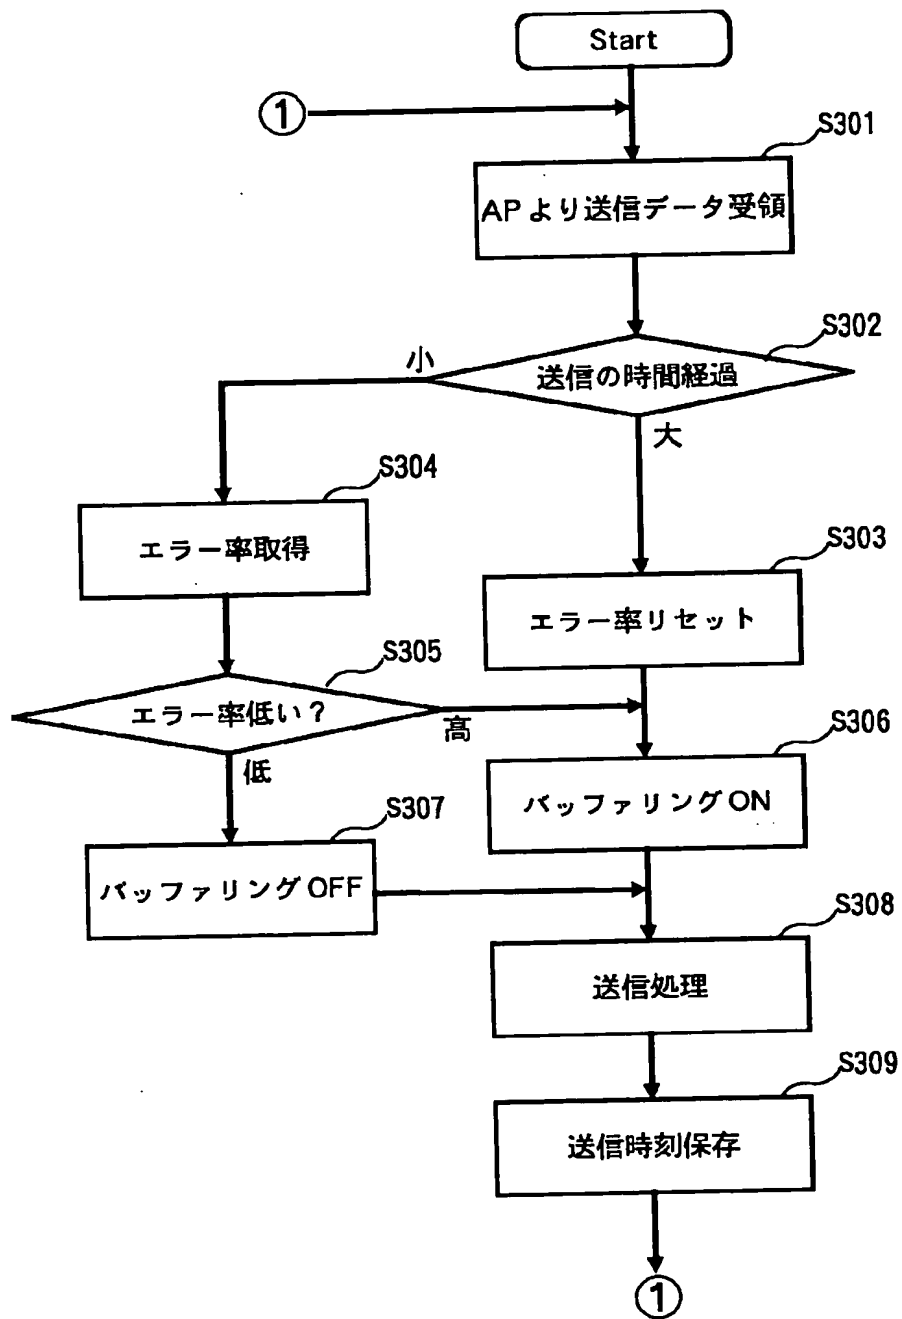 Start
①
S301
APより送信データ受領
S302
送信の時間経過
小
大
S304
エラー率取得
S303
エラー率リセット
S305
エラー率低い？
高
低
S306
バッファリングON
S307
バッファリングOFF
S308
送信処理
S309
送信時刻保存
①